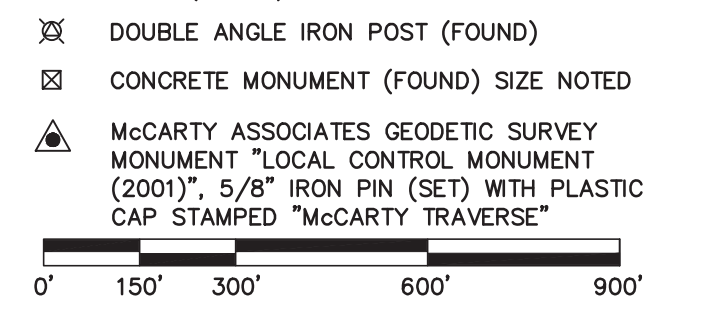 DOUBLE ANGLE IRON POST (FOUND)
CONCRETE MONUMENT (FOUND) SIZE NOTED
McCARTY ASSOCIATES GEODETIC SURVEY
MONUMENT "LOCAL CONTROL MONUMENT
(2001)", 5/8" IRON PIN (SET) WITH PLASTIC
CAP STAMPED "McCARTY TRAVERSE"
0' 150' 300' 600' 900'